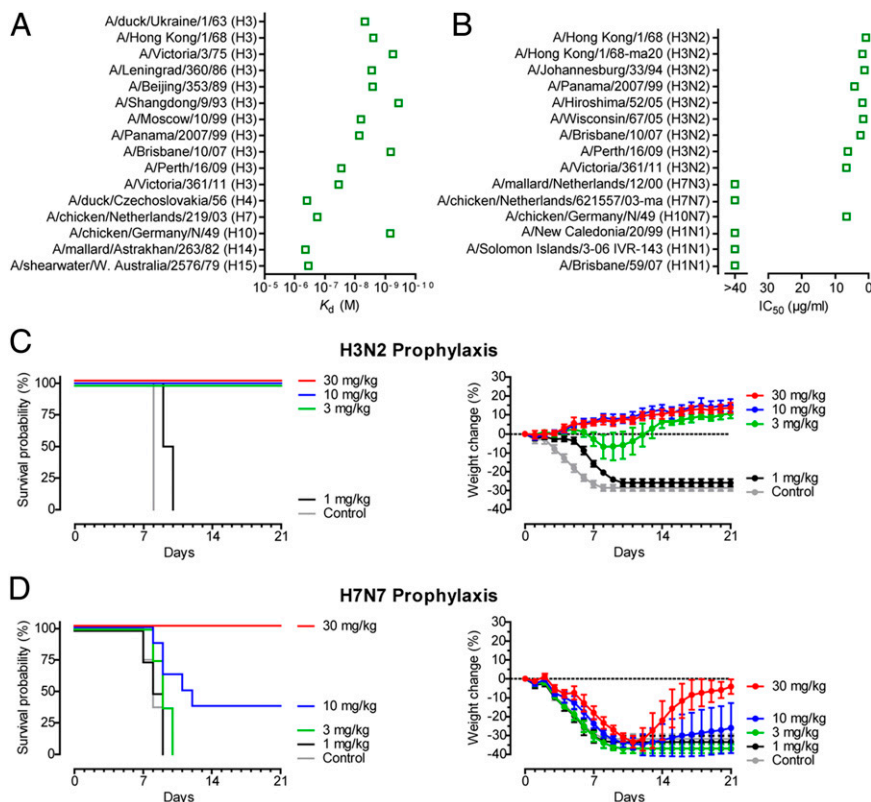 A
A/duck/Ukraine/1/63 (H3)
A/Hong Kong/1/68 (H3)
A/Victoria/3/75 (H3)
A/Leningrad/360/86 (H3)
A/Beijing/353/89 (H3)
A/Shangdong/9/93 (H3)
A/Moscow/10/99 (H3)
A/Panama/2007/99 (H3)
A/Brisbane/10/07 (H3)
A/Perth/16/09 (H3)
A/Victoria/361/11 (H3)
A/duck/Czechoslovakia/56 (H4)
A/chicken/Netherlands/219/03 (H7)
A/chicken/Germany/N/49 (H10)
A/mallard/Astrakhan/263/82 (H14)
A/shearwater/W. Australia/2576/79 (H15)
10-5 10-6 10-7 10-8 10-9 10-10
Kd (M)
B
A/Hong Kong/1/68 (H3N2)
A/Hong Kong/1/68-ma20 (H3N2)
A/Johannesburg/33/94 (H3N2)
A/Panama/2007/99 (H3N2)
A/Hiroshima/52/05 (H3N2)
A/Wisconsin/67/05 (H3N2)
A/Brisbane/10/07 (H3N2)
A/Perth/16/09 (H3N2)
A/Victoria/361/11 (H3N2)
A/mallard/Netherlands/12/00 (H7N3)
A/chicken/Netherlands/621557/03-ma (H7N7)
A/chicken/Germany/N/49 (H10N7)
A/New Caledonia/20/99 (H1N1)
A/Solomon Islands/3-06 IVR-143 (H1N1)
A/Brisbane/59/07 (H1N1)
>40 30 20 10 0
IC50 (µg/ml)
C
H3N2 Prophylaxis
Survival probability (%)
100
75
50
25
0
0 7 14 21
Days
30 mg/kg
10 mg/kg
3 mg/kg
1 mg/kg
Control
Weight change (%)
30
20
10
0
-10
-20
-30
-40
0 7 14 21
Days
30 mg/kg
10 mg/kg
3 mg/kg
1 mg/kg
Control
D
H7N7 Prophylaxis
Survival probability (%)
100
75
50
25
0
0 7 14 21
Days
30 mg/kg
10 mg/kg
3 mg/kg
1 mg/kg
Control
Weight change (%)
30
20
10
0
-10
-20
-30
-40
0 7 14 21
Days
30 mg/kg
10 mg/kg
3 mg/kg
1 mg/kg
Control